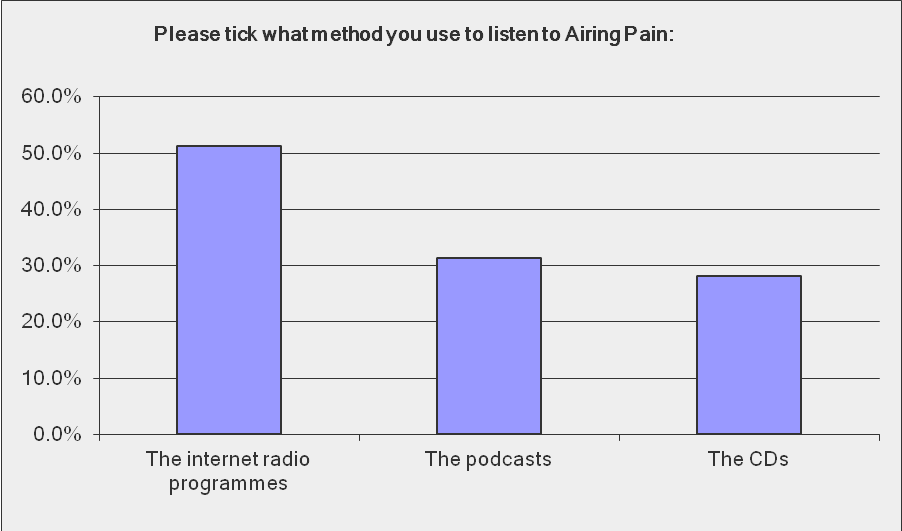 Please tick what method you use to listen to Airing Pain:
60.0%
50.0%
40.0%
30.0%
20.0%
10.0%
0.0%
The internet radio
programmes
The podcasts
The CDs